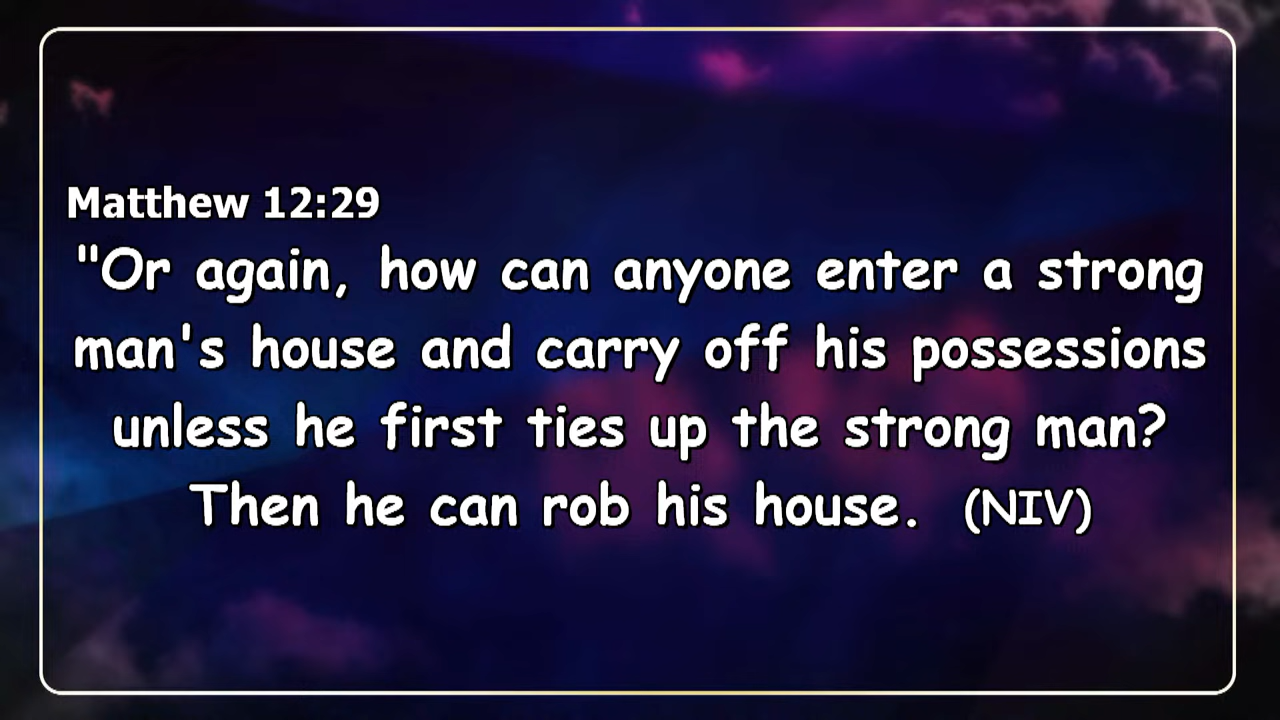 Matthew 12:29
"Or again, how can anyone enter a strong
man's house and carry off his possessions
unless he first ties up the strong man?
Then he can rob his house. (NIV)